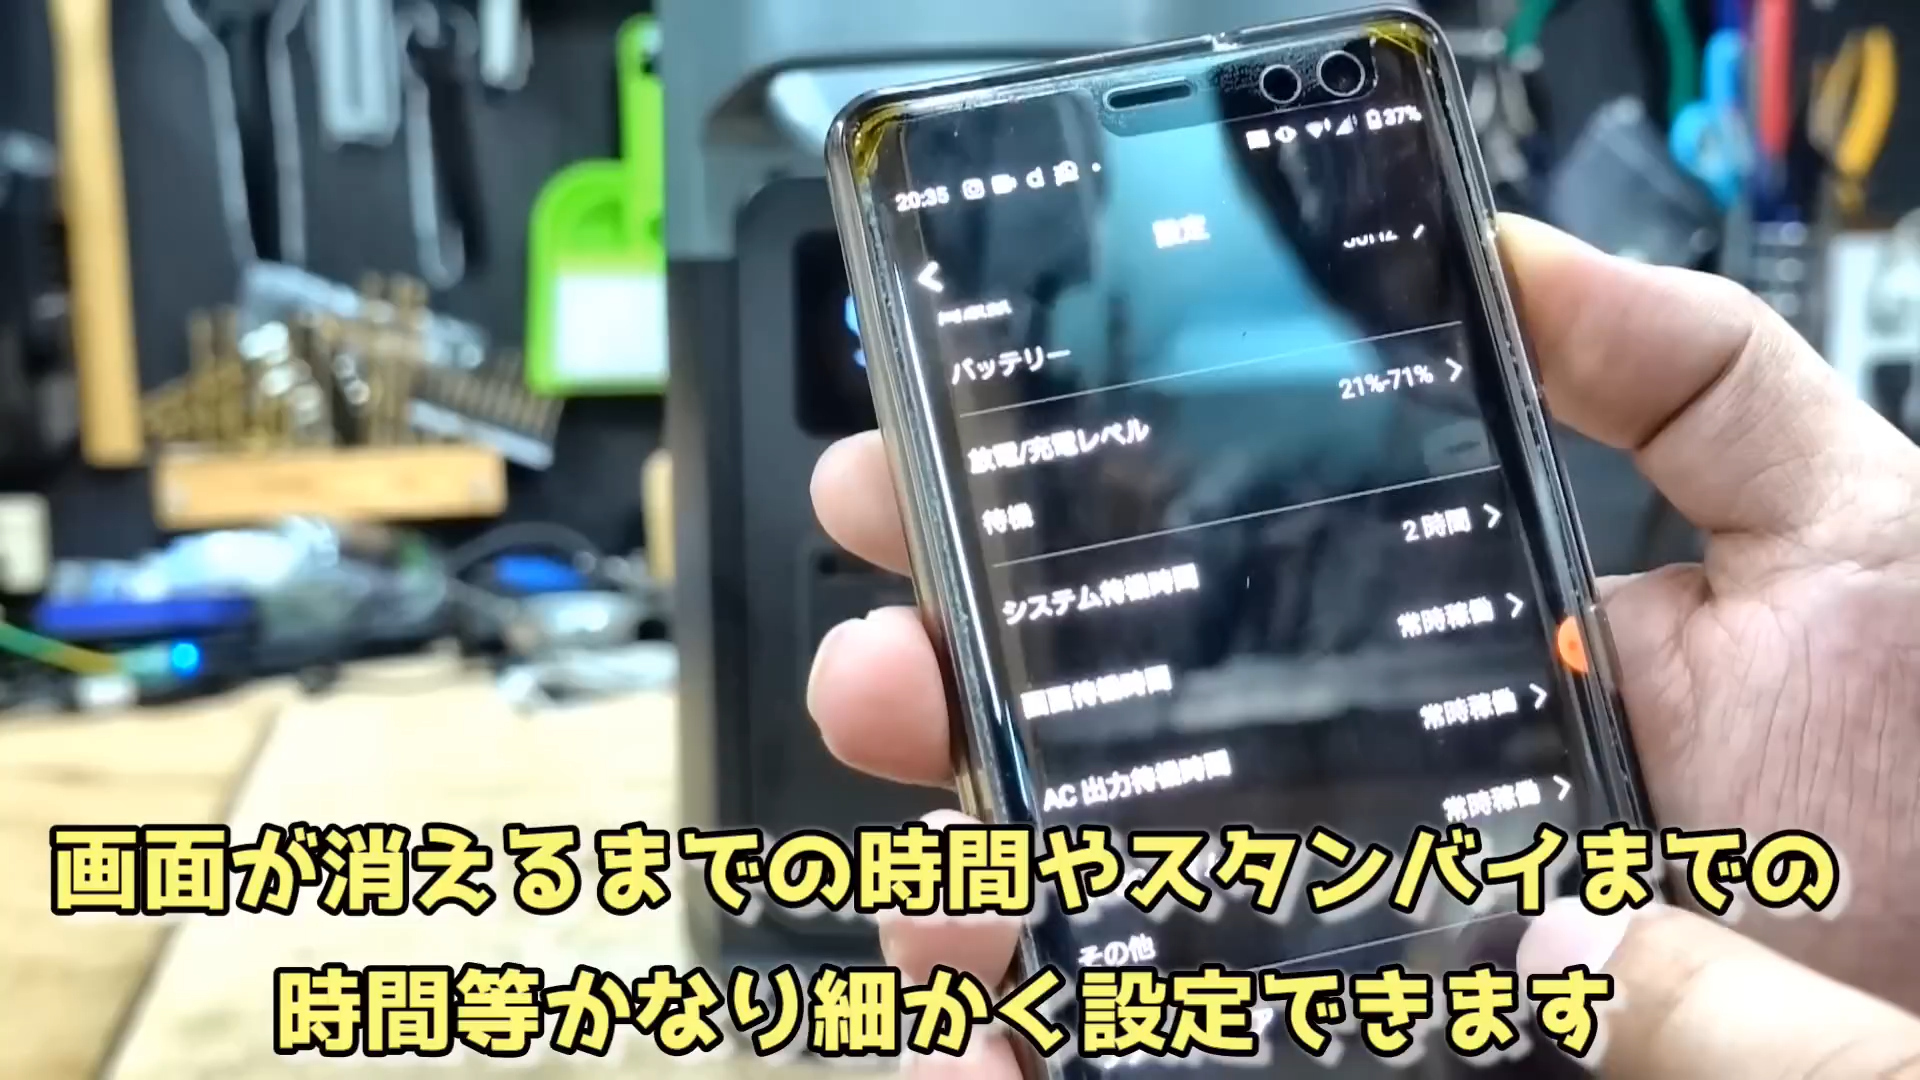 37%
20:35
設定
バッテリー
21%-71%
放電/充電レベル
待機
2 時間
システム待機時間
常時稼働
画面待機時間
常時稼働
AC 出力待機時間
常時稼働
その他
画面が消えるまでの時間やスタンバイまでの
時間等かなり細かく設定できます